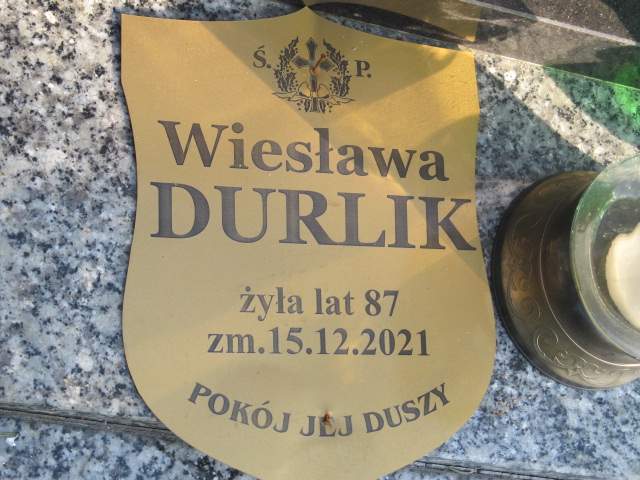 Ś. P.
Wiesława
DURLIK
żyła lat 87
zm.15.12.2021
POKÓJ JEJ DUSZY